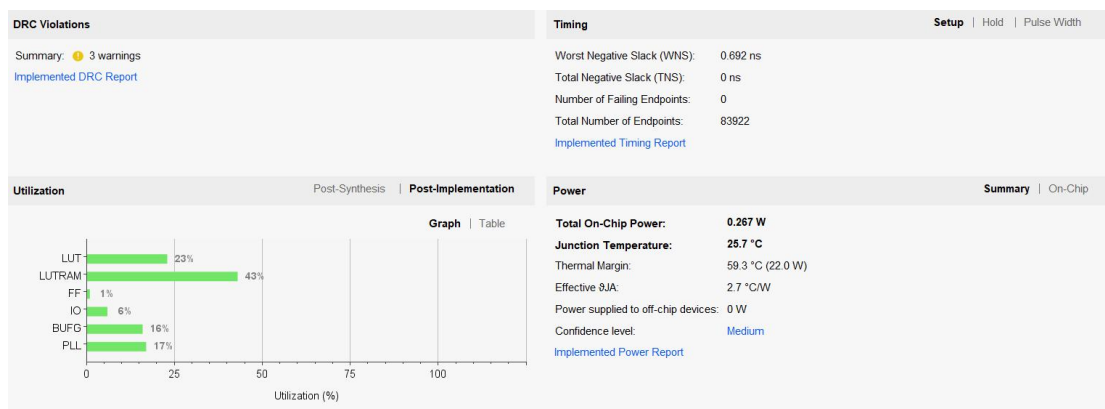 DRC Violations
Summary: 3 warnings
Implemented DRC Report
Timing Setup | Hold | Pulse Width
Worst Negative Slack (WNS): 0.692 ns
Total Negative Slack (TNS): 0 ns
Number of Failing Endpoints: 0
Total Number of Endpoints: 83922
Implemented Timing Report
Utilization Post-Synthesis | Post-Implementation
Graph | Table
LUT 23%
LUTRAM 43%
FF 1%
IO 6%
BUFG 16%
PLL 17%
0 25 50 75 100
Utilization (%)
Power Summary | On-Chip
Total On-Chip Power: 0.267 W
Junction Temperature: 25.7 °C
Thermal Margin: 59.3 °C (22.0 W)
Effective ϑJA: 2.7 °C/W
Power supplied to off-chip devices: 0 W
Confidence level: Medium
Implemented Power Report